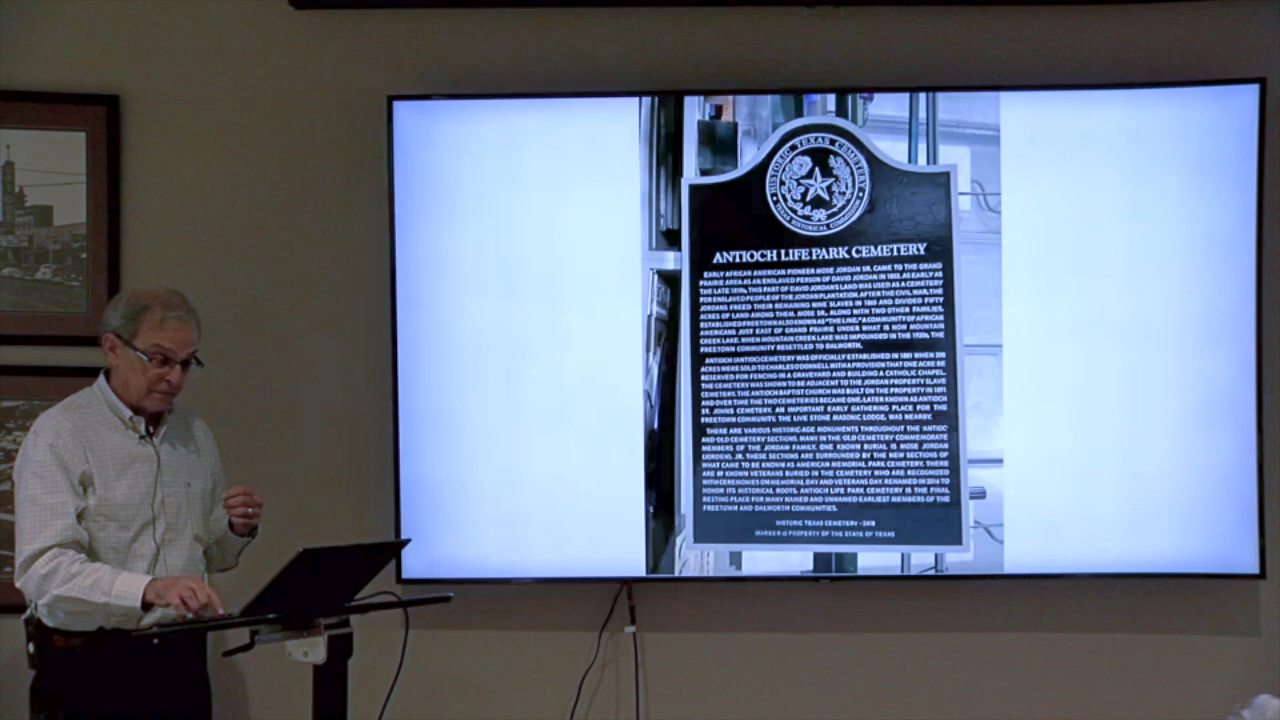 HISTORIC TEXAS CEMETERY
TEXAS HISTORICAL COMMISSION
ANTIOCH LIFE PARK CEMETERY
EARLY AFRICAN AMERICAN PIONEER MOSE JORDAN SR. CAME TO THE GRAND
PRAIRIE AREA AS AN ENSLAVED PERSON OF DAVID JORDAN IN 1855. AS EARLY AS
THE LATE 1850s, THIS PART OF DAVID JORDAN'S LAND WAS USED AS A CEMETERY
FOR ENSLAVED PEOPLE OF THE JORDAN PLANTATION. AFTER THE CIVIL WAR, THE
JORDANS FREED THEIR REMAINING NINE SLAVES IN 1865 AND DIVIDED FIFTY
ACRES OF LAND AMONG THEM. MOSE SR., ALONG WITH TWO OTHER FAMILIES,
ESTABLISHED FREETOWN ALSO KNOWN AS "THE LINE," A COMMUNITY OF AFRICAN
AMERICANS JUST EAST OF GRAND PRAIRIE UNDER WHAT IS NOW MOUNTAIN
CREEK LAKE. WHEN MOUNTAIN CREEK LAKE WAS IMPOUNDED IN THE 1920s, THE
FREETOWN COMMUNITY RESETTLED TO DALWORTH.
ANTIOCH (ANTIOC) CEMETERY WAS OFFICIALLY ESTABLISHED IN 1881 WHEN 200
ACRES WERE SOLD TO CHARLES O'DONNELL WITH A PROVISION THAT ONE ACRE BE
RESERVED FOR FENCING IN A GRAVEYARD AND BUILDING A CATHOLIC CHAPEL.
THE CEMETERY WAS SHOWN TO BE ADJACENT TO THE JORDAN PROPERTY SLAVE
CEMETERY. THE ANTIOCH BAPTIST CHURCH WAS BUILT ON THE PROPERTY IN 1891
AND OVER TIME THE TWO CEMETERIES BECAME ONE, LATER KNOWN AS ANTIOCH
ST. JOHNS CEMETERY. AN IMPORTANT EARLY GATHERING PLACE FOR THE
FREETOWN COMMUNITY, THE LIVE STONE MASONIC LODGE, WAS NEARBY.
THERE ARE VARIOUS HISTORIC-AGE MONUMENTS THROUGHOUT THE 'ANTIOC'
AND 'OLD CEMETERY' SECTIONS. MANY IN THE 'OLD CEMETERY' COMMEMORATE
MEMBERS OF THE JORDAN FAMILY. ONE KNOWN BURIAL IS MOSE JORDAN
(JORDEN), JR. THESE SECTIONS ARE SURROUNDED BY THE NEW SECTIONS OF
WHAT CAME TO BE KNOWN AS AMERICAN MEMORIAL PARK CEMETERY. THERE
ARE 89 KNOWN VETERANS BURIED IN THE CEMETERY WHO ARE RECOGNIZED
WITH CEREMONIES ON MEMORIAL DAY AND VETERANS DAY. RENAMED IN 2016 TO
HONOR ITS HISTORICAL ROOTS, ANTIOCH LIFE PARK CEMETERY IS THE FINAL
RESTING PLACE FOR MANY NAMED AND UNNAMED EARLIEST MEMBERS OF THE
FREETOWN AND DALWORTH COMMUNITIES.
HISTORIC TEXAS CEMETERY - 2018
MARKER IS PROPERTY OF THE STATE OF TEXAS